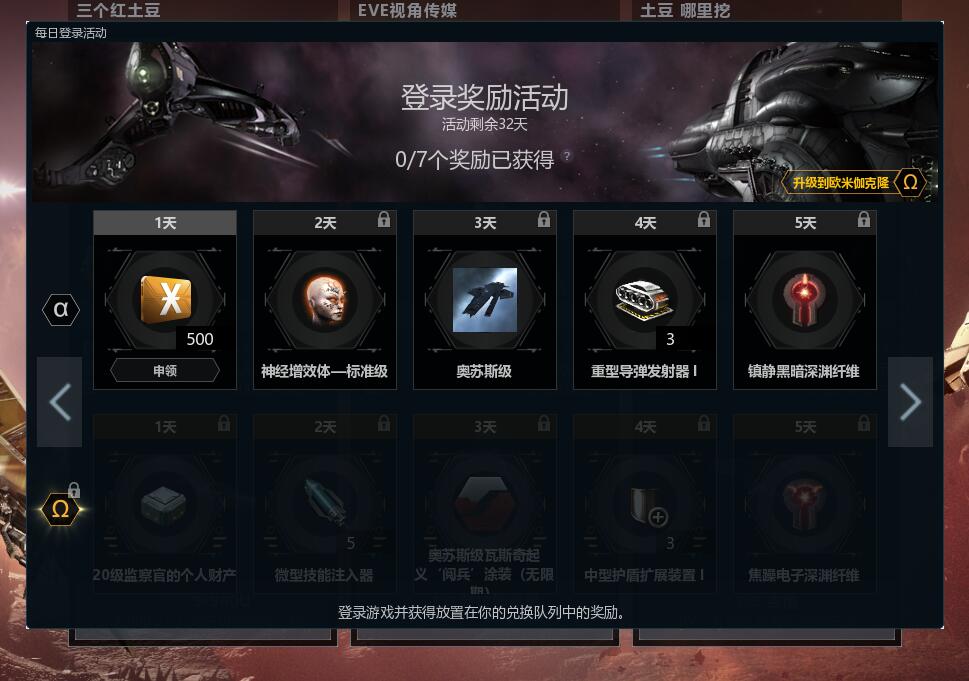 三个红土豆
EVE视角传媒
土豆 哪里挖
每日登录活动
登录奖励活动
活动剩余32天
0/7个奖励已获得 ?
升级到欧米伽克隆 Ω
1天
2天
3天
4天
5天
α
500
3
申领
神经增效体—标准级
奥苏斯级
重型导弹发射器 I
镇静黑暗深渊纤维
1天
2天
3天
4天
5天
Ω
5
3
20级监察官的个人财产
微型技能注入器
奥苏斯级瓦斯奇起
义‘阅兵’涂装（无限
期）
中型护盾扩展装置 I
焦躁电子深渊纤维
登录游戏并获得放置在你的兑换队列中的奖励。